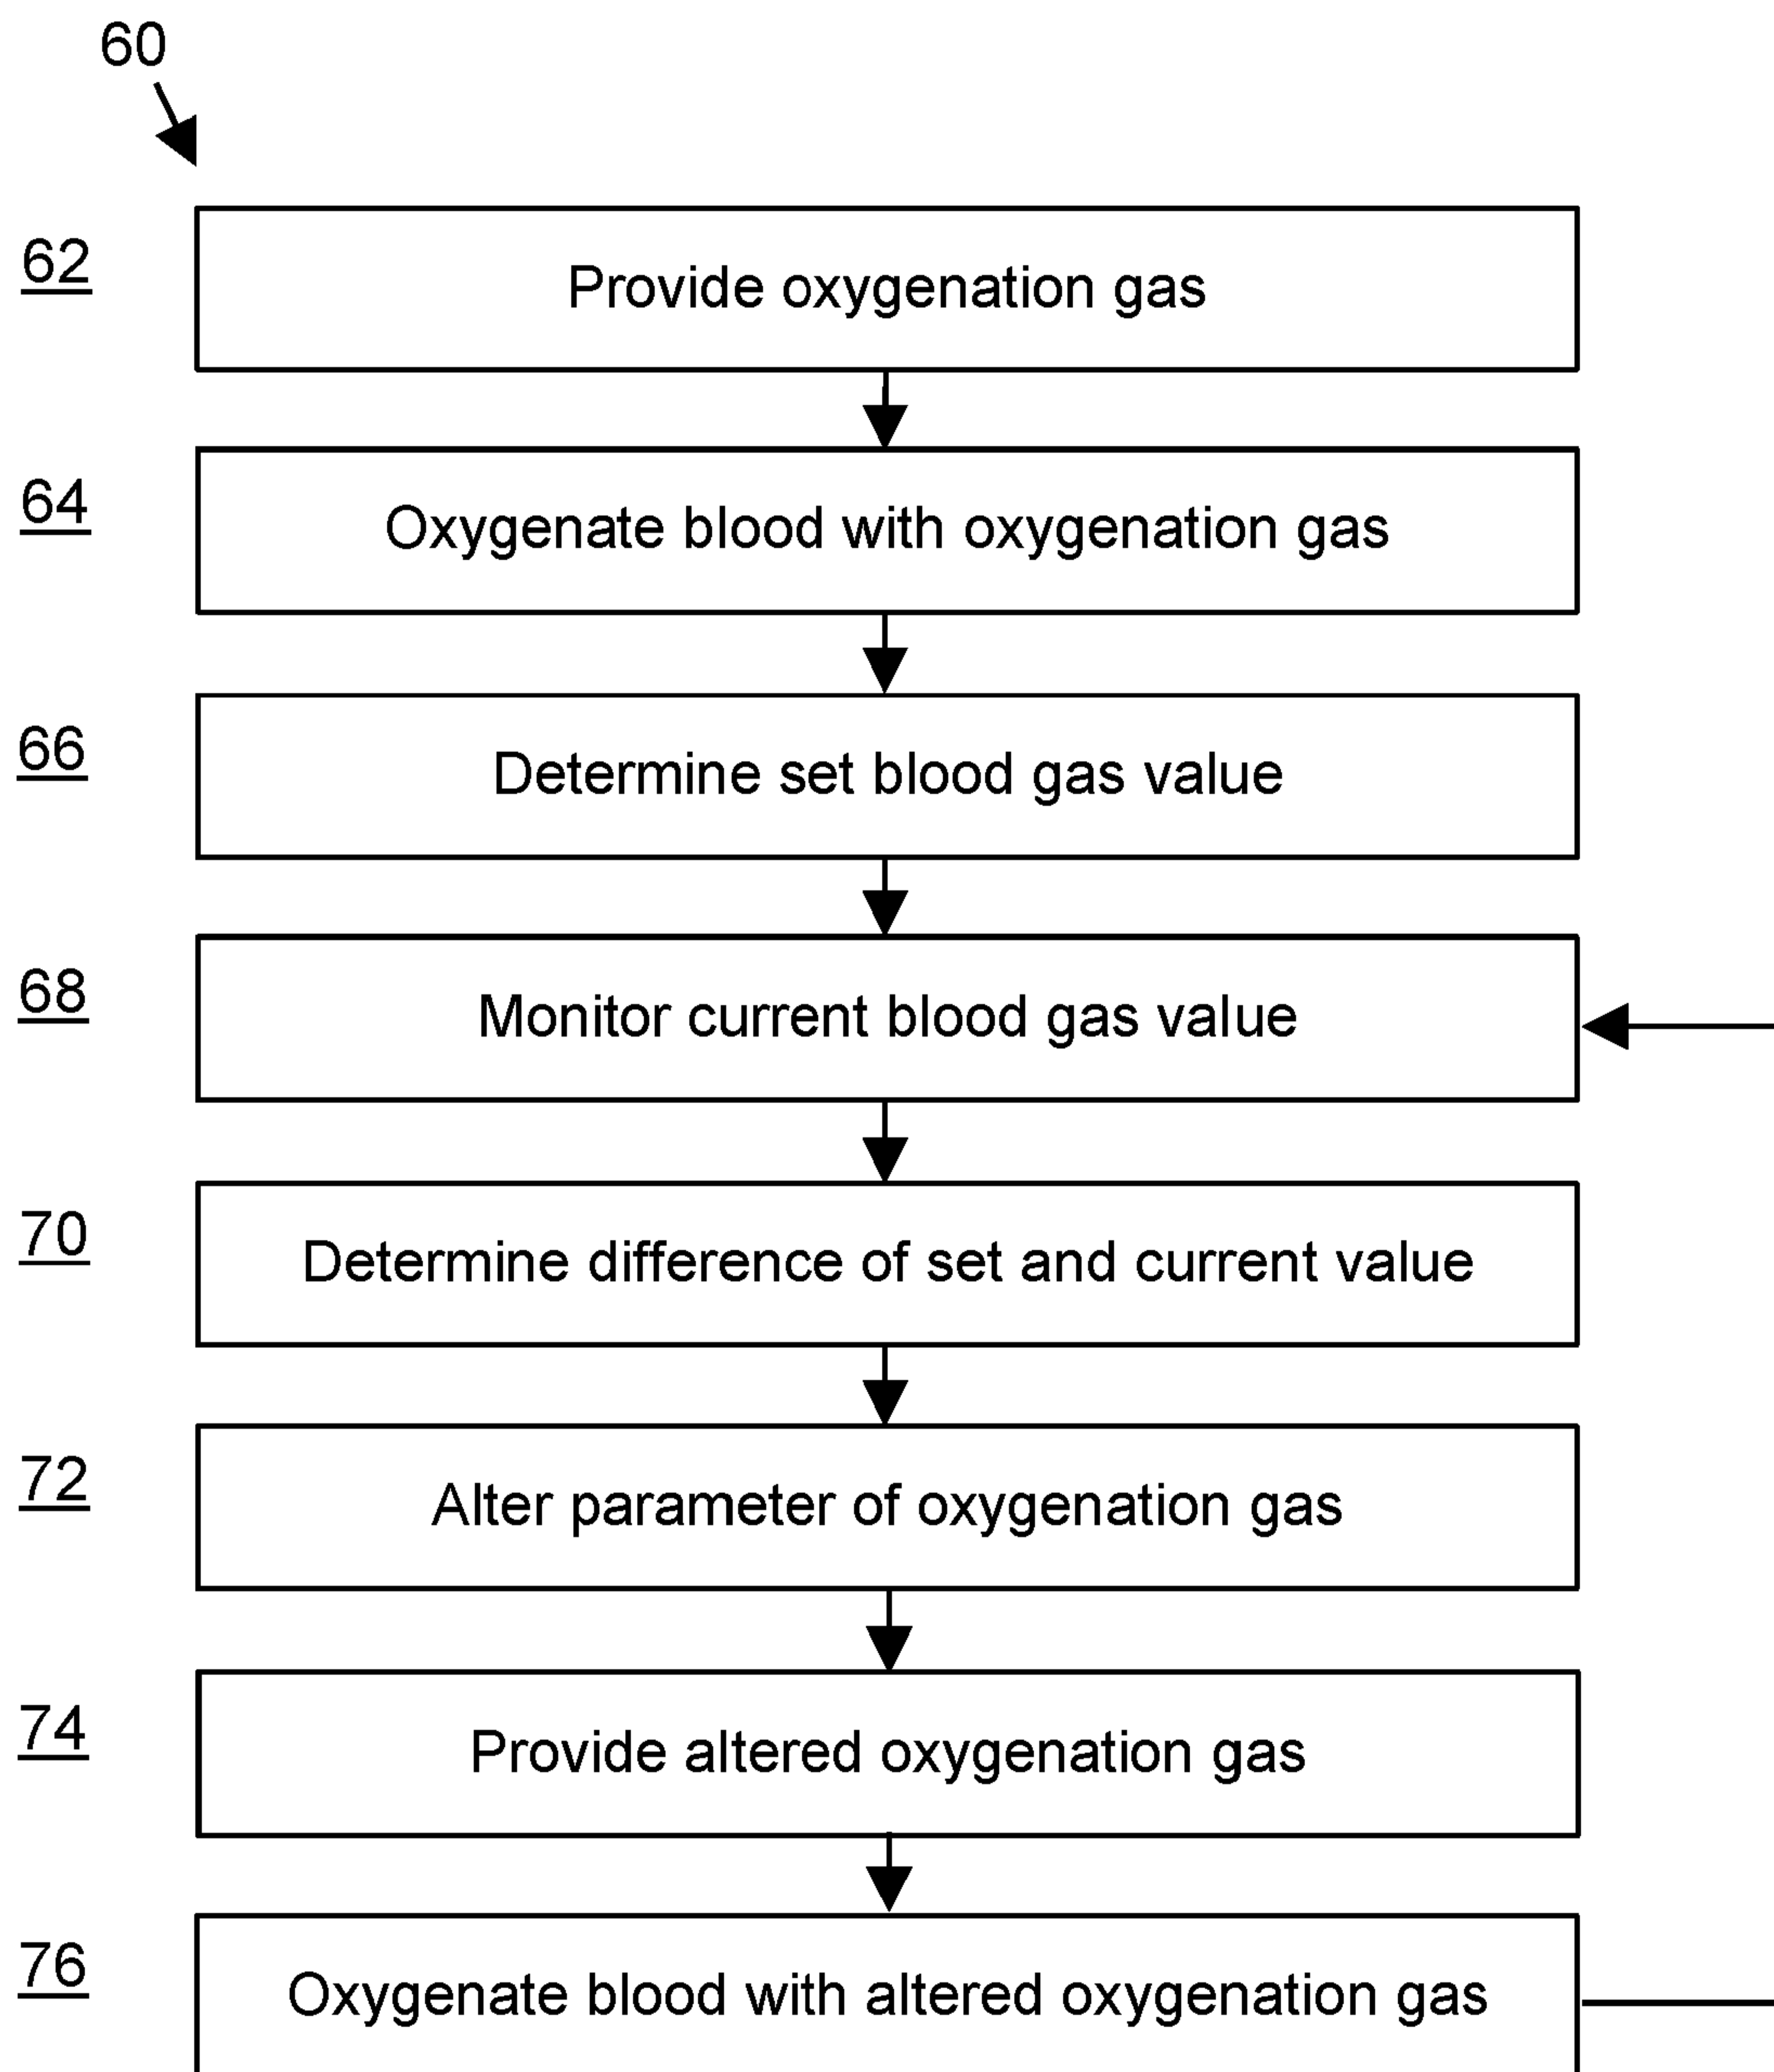 60
62
Provide oxygenation gas
64
Oxygenate blood with oxygenation gas
66
Determine set blood gas value
68
Monitor current blood gas value
70
Determine difference of set and current value
72
Alter parameter of oxygenation gas
74
Provide altered oxygenation gas
76
Oxygenate blood with altered oxygenation gas